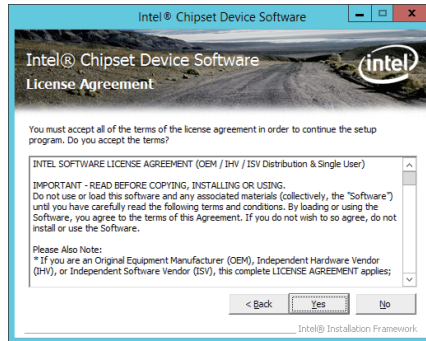 Intel® Chipset Device Software
Intel® Chipset Device Software
License Agreement
intel
You must accept all of the terms of the license agreement in order to continue the setup
program. Do you accept the terms?
INTEL SOFTWARE LICENSE AGREEMENT (OEM / IHV / ISV Distribution & Single User)
IMPORTANT - READ BEFORE COPYING, INSTALLING OR USING.
Do not use or load this software and any associated materials (collectively, the "Software")
until you have carefully read the following terms and conditions. By loading or using the
Software, you agree to the terms of this Agreement. If you do not wish to so agree, do not
install or use the Software.
Please Also Note:
* If you are an Original Equipment Manufacturer (OEM), Independent Hardware Vendor
(IHV), or Independent Software Vendor (ISV), this complete LICENSE AGREEMENT applies;
< Back Yes No
Intel® Installation Framework